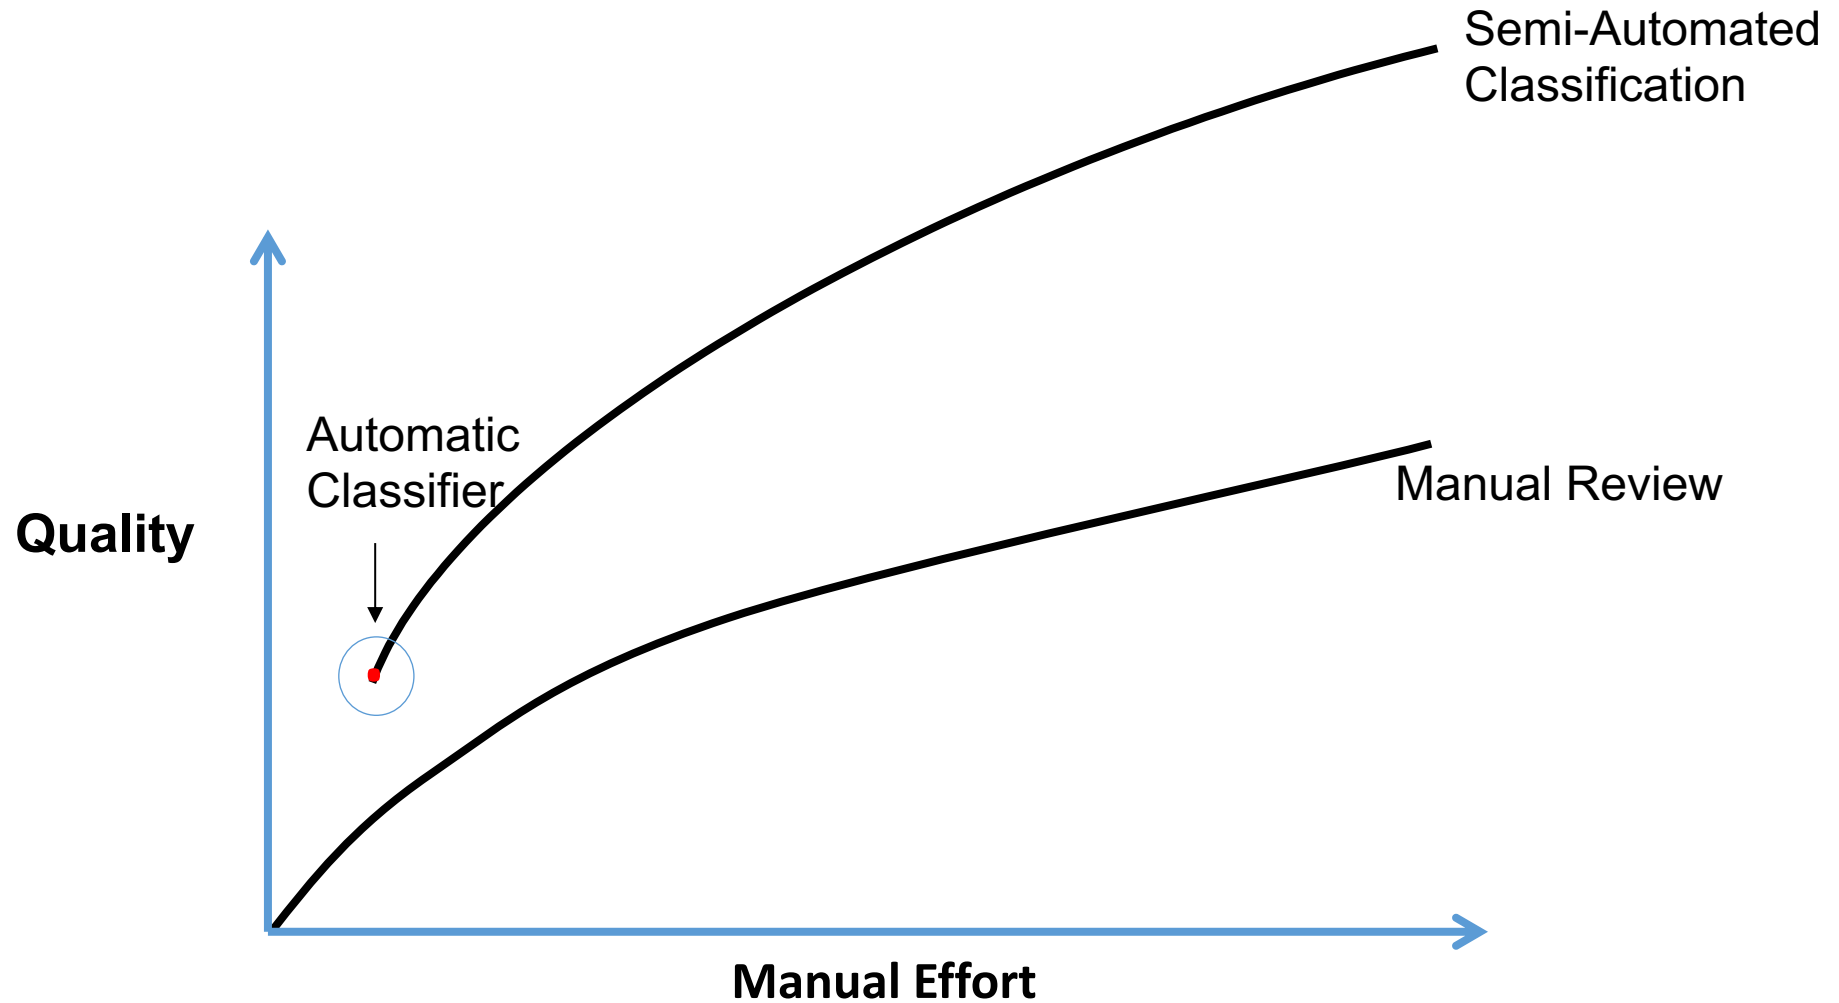 Semi-Automated
Classification
Automatic
Classifier
Manual Review
Quality
Manual Effort